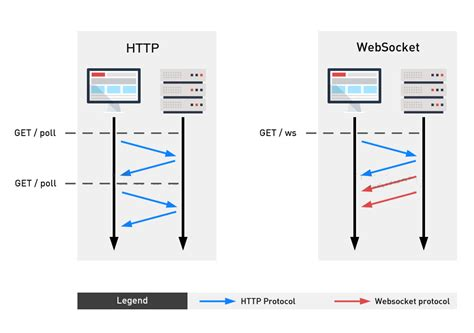 HTTP
WebSocket
GET / poll
GET / ws
GET / poll
Legend
HTTP Protocol
Websocket protocol